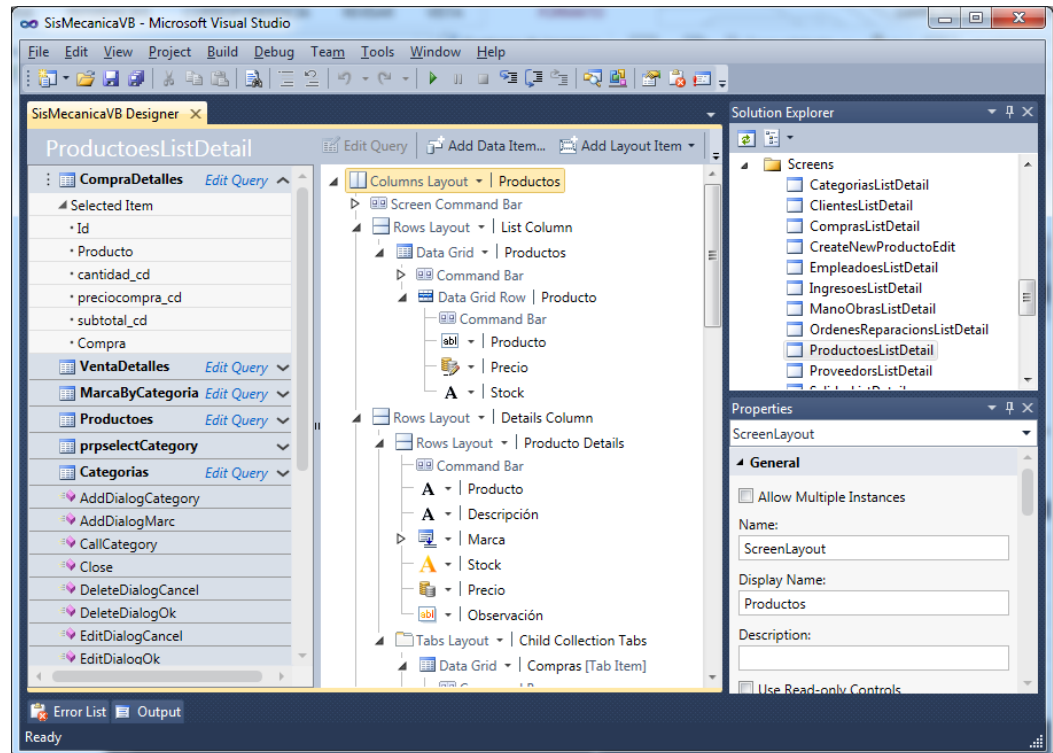 SisMecanicaVB - Microsoft Visual Studio
File Edit View Project Build Debug Team Tools Window Help
SisMecanicaVB Designer
ProductoesListDetail
Edit Query Add Data Item... Add Layout Item
CompraDetalles Edit Query
Selected Item
Id
Producto
cantidad_cd
preciocompra_cd
subtotal_cd
Compra
VentaDetalles Edit Query
MarcaByCategoria Edit Query
Productoes Edit Query
prpselectCategory
Categorias Edit Query
AddDialogCategory
AddDialogMarc
CallCategory
Close
DeleteDialogCancel
DeleteDialogOk
EditDialogCancel
EditDialogOk
Columns Layout | Productos
Screen Command Bar
Rows Layout | List Column
Data Grid | Productos
Command Bar
Data Grid Row | Producto
Command Bar
abl | Producto
| Precio
A | Stock
Rows Layout | Details Column
Rows Layout | Producto Details
Command Bar
A | Producto
A | Descripción
| Marca
A | Stock
| Precio
abl | Observación
Tabs Layout | Child Collection Tabs
Data Grid | Compras [Tab Item]
Solution Explorer
Screens
CategoriasListDetail
ClientesListDetail
ComprasListDetail
CreateNewProductoEdit
EmpleadoesListDetail
IngresoesListDetail
ManoObrasListDetail
OrdenesReparacionsListDetail
ProductoesListDetail
ProveedorsListDetail
Properties
ScreenLayout
General
Allow Multiple Instances
Name:
ScreenLayout
Display Name:
Productos
Description:
Use Read-only Controls
Error List Output
Ready